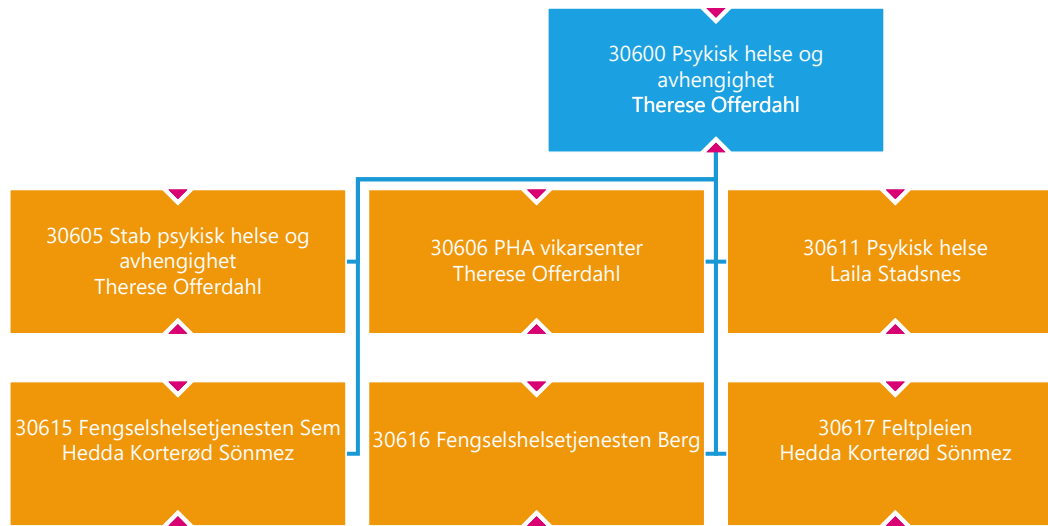 30600 Psykisk helse og
avhengighet
Therese Offerdahl
30605 Stab psykisk helse og
avhengighet
Therese Offerdahl
30606 PHA vikarsenter
Therese Offerdahl
30611 Psykisk helse
Laila Stadsnes
30615 Fengselshelsetjenesten Sem
Hedda Korterød Sönmez
30616 Fengselshelsetjenesten Berg
30617 Feltpleien
Hedda Korterød Sönmez